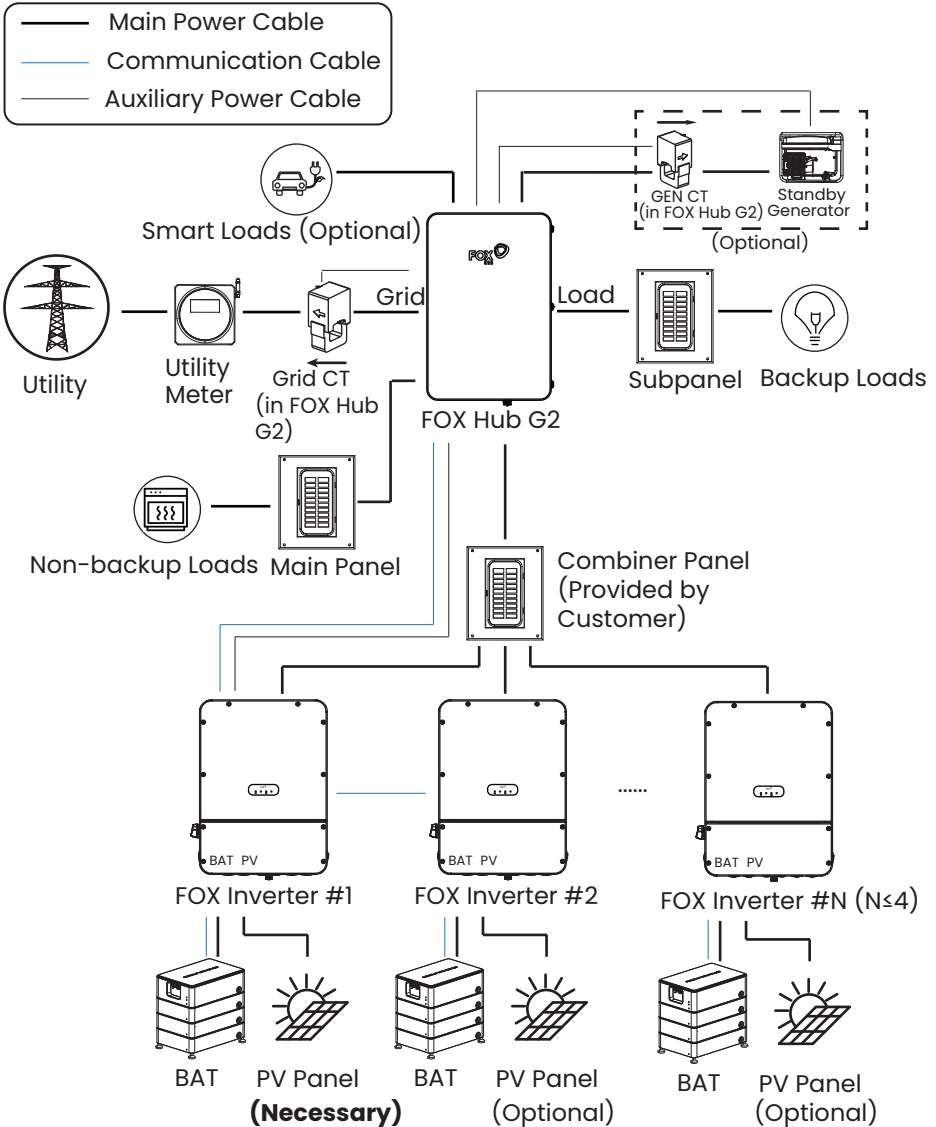 Main Power Cable
Communication Cable
Auxiliary Power Cable
Smart Loads (Optional)
GEN CT
(in FOX Hub G2)
Standby
Generator
(Optional)
FOX
Grid
Load
Utility
Utility
Meter
Grid CT
(in FOX Hub
G2)
FOX Hub G2
Subpanel
Backup Loads
Non-backup Loads
Main Panel
Combiner Panel
(Provided by
Customer)
BAT PV
BAT PV
......
BAT PV
FOX Inverter #1
FOX Inverter #2
FOX Inverter #N (N≤4)
BAT
PV Panel
(Necessary)
BAT
PV Panel
(Optional)
BAT
PV Panel
(Optional)